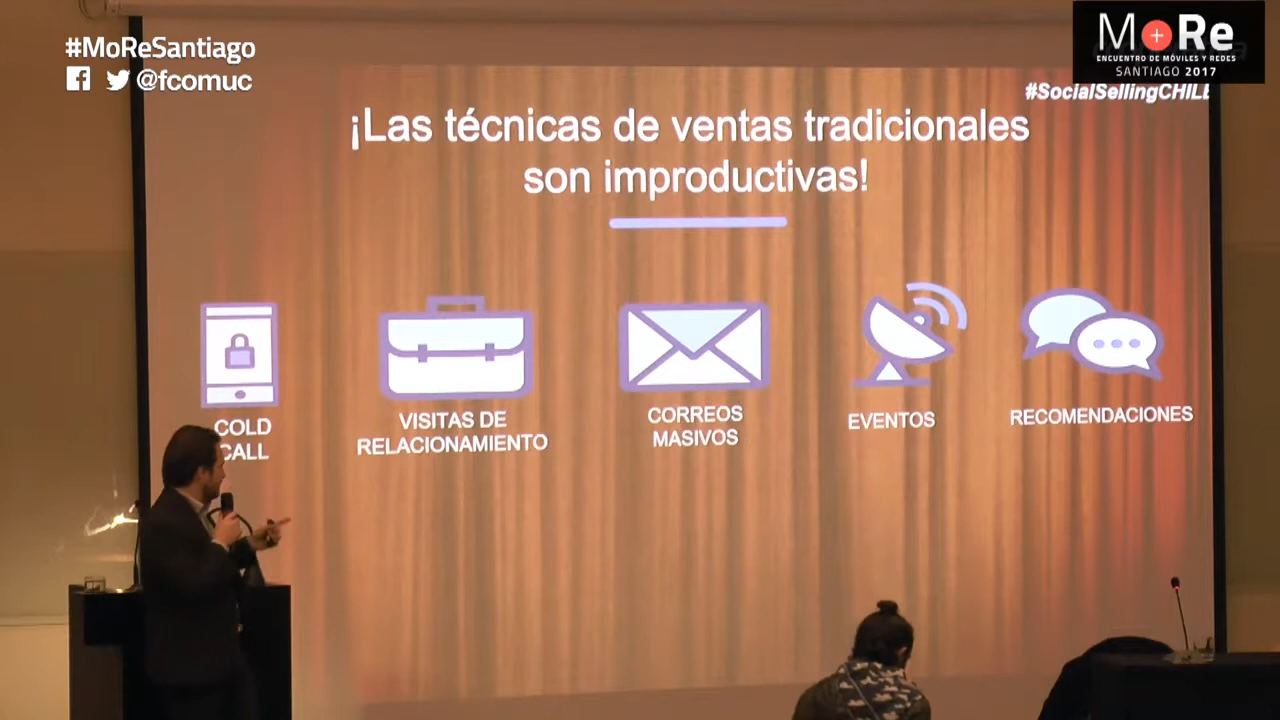 #MoReSantiago
@fcomuc
MoRe
ENCUENTRO DE MÓVILES Y REDES
SANTIAGO 2017
#SocialSellingCHILE
¡Las técnicas de ventas tradicionales
son improductivas!
COLD
CALL
VISITAS DE
RELACIONAMIENTO
CORREOS
MASIVOS
EVENTOS
RECOMENDACIONES